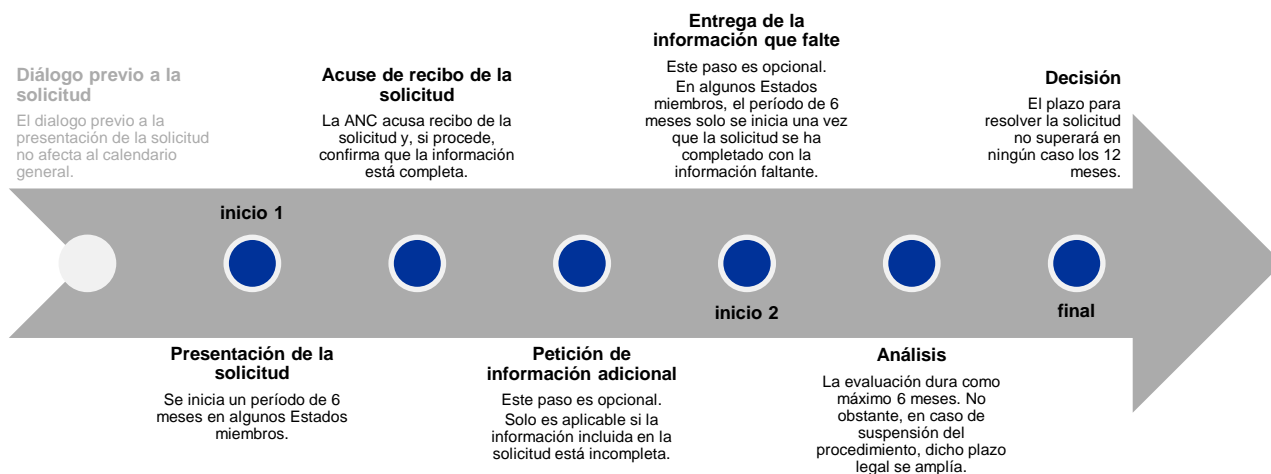 Diálogo previo a la
solicitud
El dialogo previo a la
presentación de la solicitud
no afecta al calendario
general.
inicio 1
Presentación de la
solicitud
Se inicia un período de 6
meses en algunos Estados
miembros.
Acuse de recibo de la
solicitud
La ANC acusa recibo de la
solicitud y, si procede,
confirma que la información
está completa.
Petición de
información adicional
Este paso es opcional.
Solo es aplicable si la
información incluida en la
solicitud está incompleta.
Entrega de la
información que falte
Este paso es opcional.
En algunos Estados
miembros, el período de 6
meses solo se inicia una vez
que la solicitud se ha
completado con la
información faltante.
inicio 2
Análisis
La evaluación dura como
máximo 6 meses. No
obstante, en caso de
suspensión del
procedimiento, dicho plazo
legal se amplía.
Decisión
El plazo para
resolver la solicitud
no superará en
ningún caso los 12
meses.
final